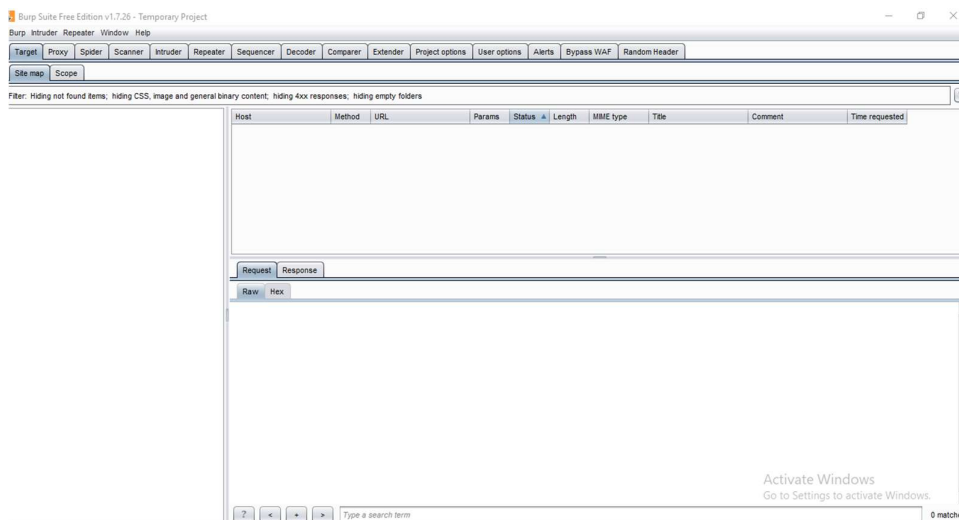 Burp Suite Free Edition v1.7.26 - Temporary Project
Burp Intruder Repeater Window Help
Target Proxy Spider Scanner Intruder Repeater Sequencer Decoder Comparer Extender Project options User options Alerts Bypass WAF Random Header
Site map Scope
Filter: Hiding not found items; hiding CSS, image and general binary content; hiding 4xx responses; hiding empty folders
Host Method URL Params Status Length MIME type Title Comment Time requested
Request Response
Raw Hex
Activate Windows
Go to Settings to activate Windows.
? < + > Type a search term 0 match